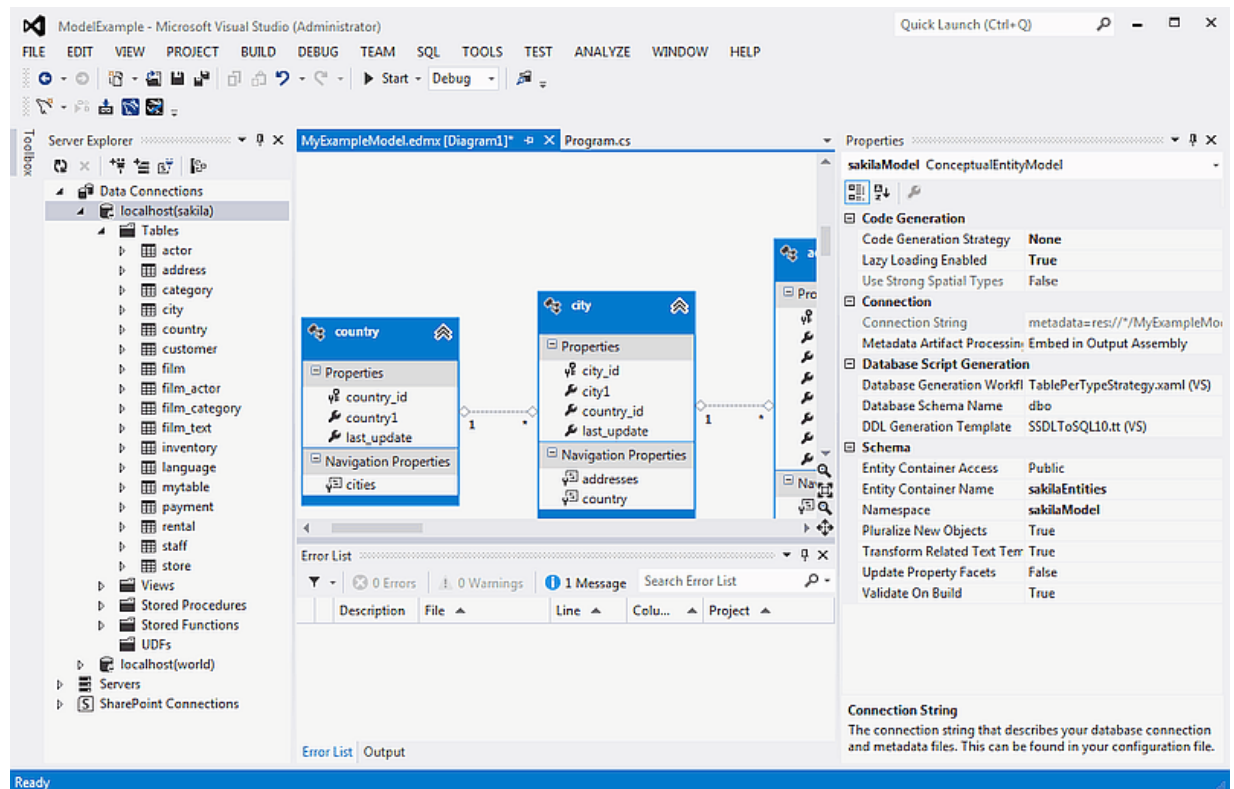 ModelExample - Microsoft Visual Studio (Administrator)
Quick Launch (Ctrl+Q)
FILE EDIT VIEW PROJECT BUILD DEBUG TEAM SQL TOOLS TEST ANALYZE WINDOW HELP
Start Debug
Toolbox
Server Explorer
Data Connections
localhost(sakila)
Tables
actor
address
category
city
country
customer
film
film_actor
film_category
film_text
inventory
language
mytable
payment
rental
staff
store
Views
Stored Procedures
Stored Functions
UDFs
localhost(world)
Servers
SharePoint Connections
MyExampleModel.edmx [Diagram1]* Program.cs
country
Properties
country_id
country1
last_update
Navigation Properties
cities
1 *
city
Properties
city_id
city1
country_id
last_update
Navigation Properties
addresses
country
1 *
Error List
0 Errors 0 Warnings 1 Message Search Error List
Description File Line Colu... Project
Error List Output
Properties
sakilaModel ConceptualEntityModel
Code Generation
Code Generation Strategy None
Lazy Loading Enabled True
Use Strong Spatial Types False
Connection
Connection String metadata=res://*/MyExampleMo
Metadata Artifact Processin Embed in Output Assembly
Database Script Generation
Database Generation Workfl TablePerTypeStrategy.xaml (VS)
Database Schema Name dbo
DDL Generation Template SSDLToSQL10.tt (VS)
Schema
Entity Container Access Public
Entity Container Name sakilaEntities
Namespace sakilaModel
Pluralize New Objects True
Transform Related Text Tem True
Update Property Facets False
Validate On Build True
Connection String
The connection string that describes your database connection
and metadata files. This can be found in your configuration file.
Ready